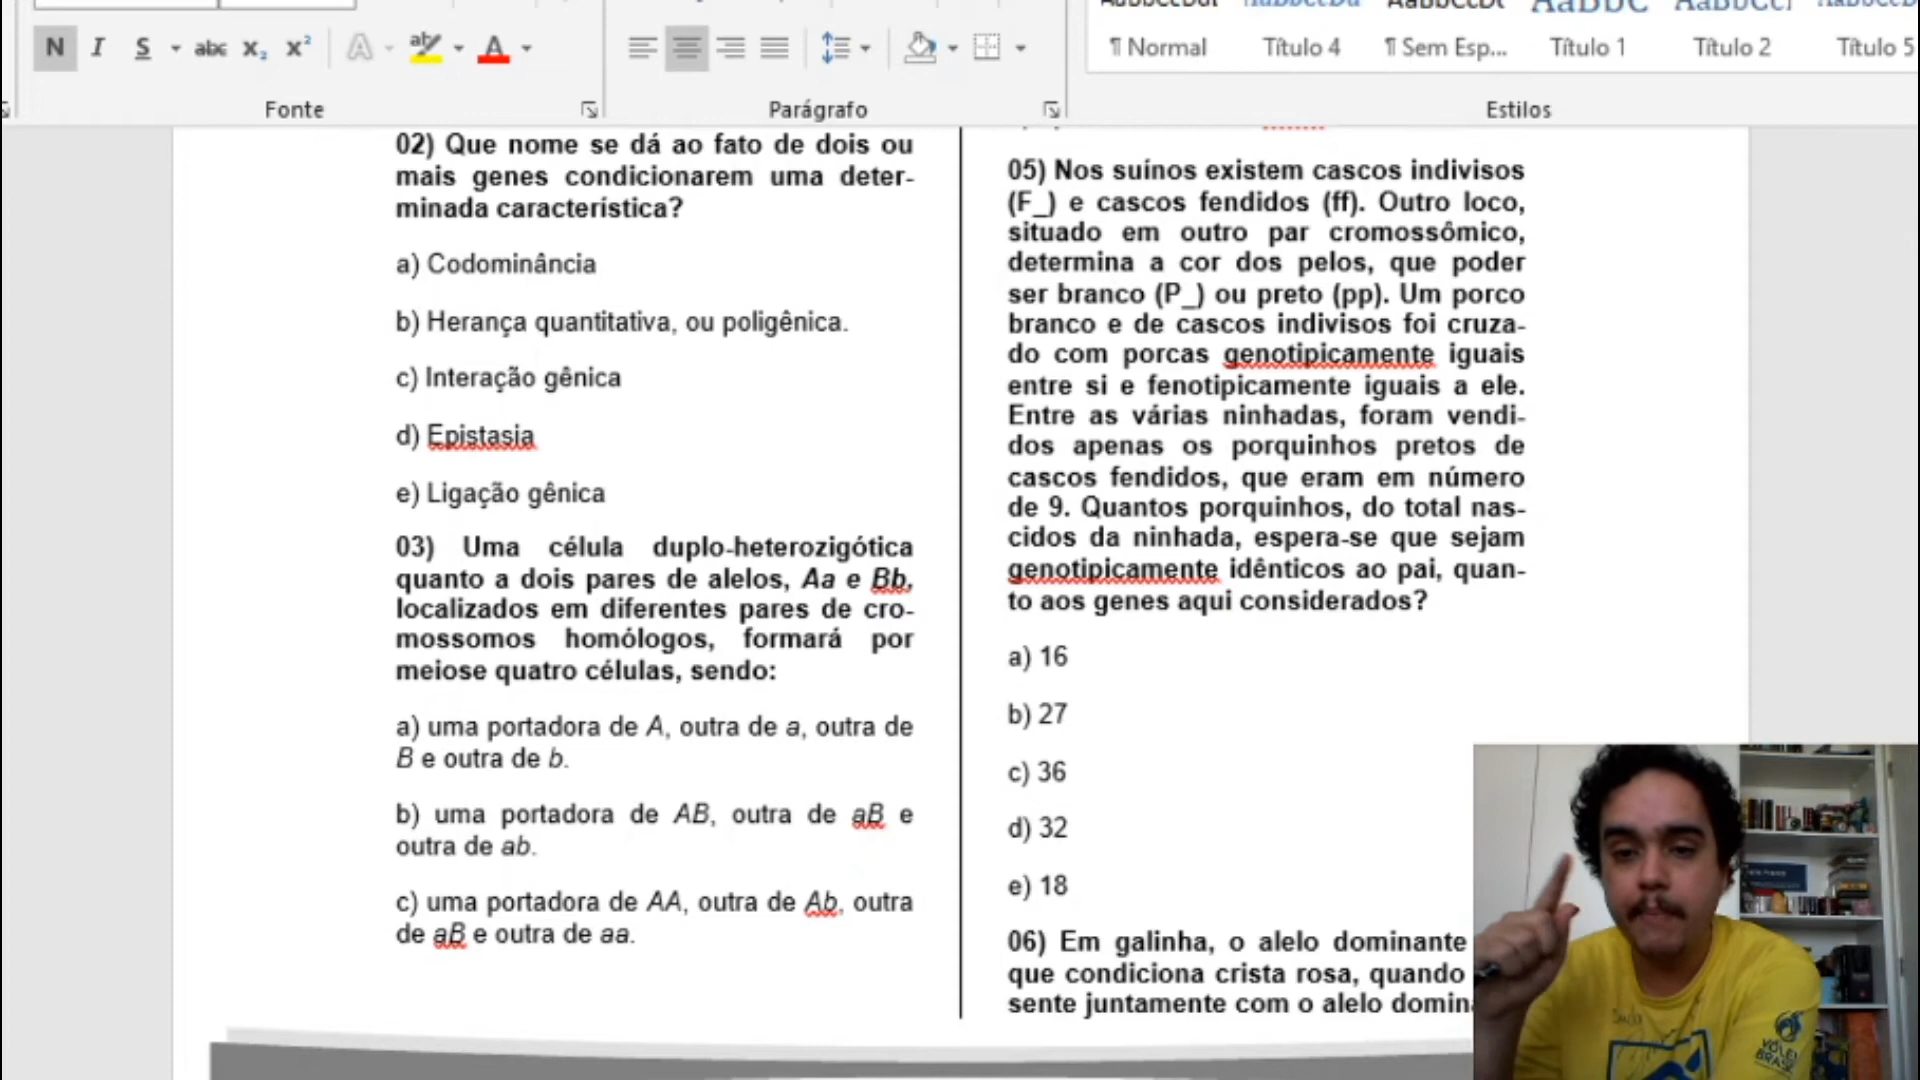 N I S abc X₂ X² A ab A
Fonte
Parágrafo
¶ Normal
Título 4
¶ Sem Esp...
Título 1
Título 2
Título 5
Estilos
02) Que nome se dá ao fato de dois ou
mais genes condicionarem uma deter-
minada característica?
a) Codominância
b) Herança quantitativa, ou poligênica.
c) Interação gênica
d) Epistasia
e) Ligação gênica
03) Uma célula duplo-heterozigótica
quanto a dois pares de alelos, Aa e Bb,
localizados em diferentes pares de cro-
mossomos homólogos, formará por
meiose quatro células, sendo:
a) uma portadora de A, outra de a, outra de
B e outra de b.
b) uma portadora de AB, outra de aB e
outra de ab.
c) uma portadora de AA, outra de Ab, outra
de aB e outra de aa.
05) Nos suínos existem cascos indivisos
(F_) e cascos fendidos (ff). Outro loco,
situado em outro par cromossômico,
determina a cor dos pelos, que poder
ser branco (P_) ou preto (pp). Um porco
branco e de cascos indivisos foi cruza-
do com porcas genotipicamente iguais
entre si e fenotipicamente iguais a ele.
Entre as várias ninhadas, foram vendi-
dos apenas os porquinhos pretos de
cascos fendidos, que eram em número
de 9. Quantos porquinhos, do total nas-
cidos da ninhada, espera-se que sejam
genotipicamente idênticos ao pai, quan-
to aos genes aqui considerados?
a) 16
b) 27
c) 36
d) 32
e) 18
06) Em galinha, o alelo dominante
que condiciona crista rosa, quando
sente juntamente com o alelo domin
VÔLEI
BRASIL